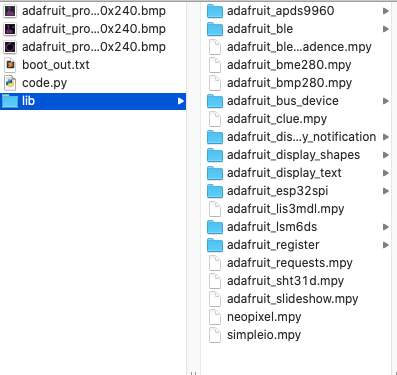 adafruit_pro...0x240.bmp
adafruit_pro...0x240.bmp
adafruit_pro...0x240.bmp
boot_out.txt
code.py
lib
adafruit_apds9960
adafruit_ble
adafruit_ble...adence.mpy
adafruit_bme280.mpy
adafruit_bmp280.mpy
adafruit_bus_device
adafruit_clue.mpy
adafruit_dis...y_notification
adafruit_display_shapes
adafruit_display_text
adafruit_esp32spi
adafruit_lis3mdl.mpy
adafruit_lsm6ds
adafruit_register
adafruit_requests.mpy
adafruit_sht31d.mpy
adafruit_slideshow.mpy
neopixel.mpy
simpleio.mpy